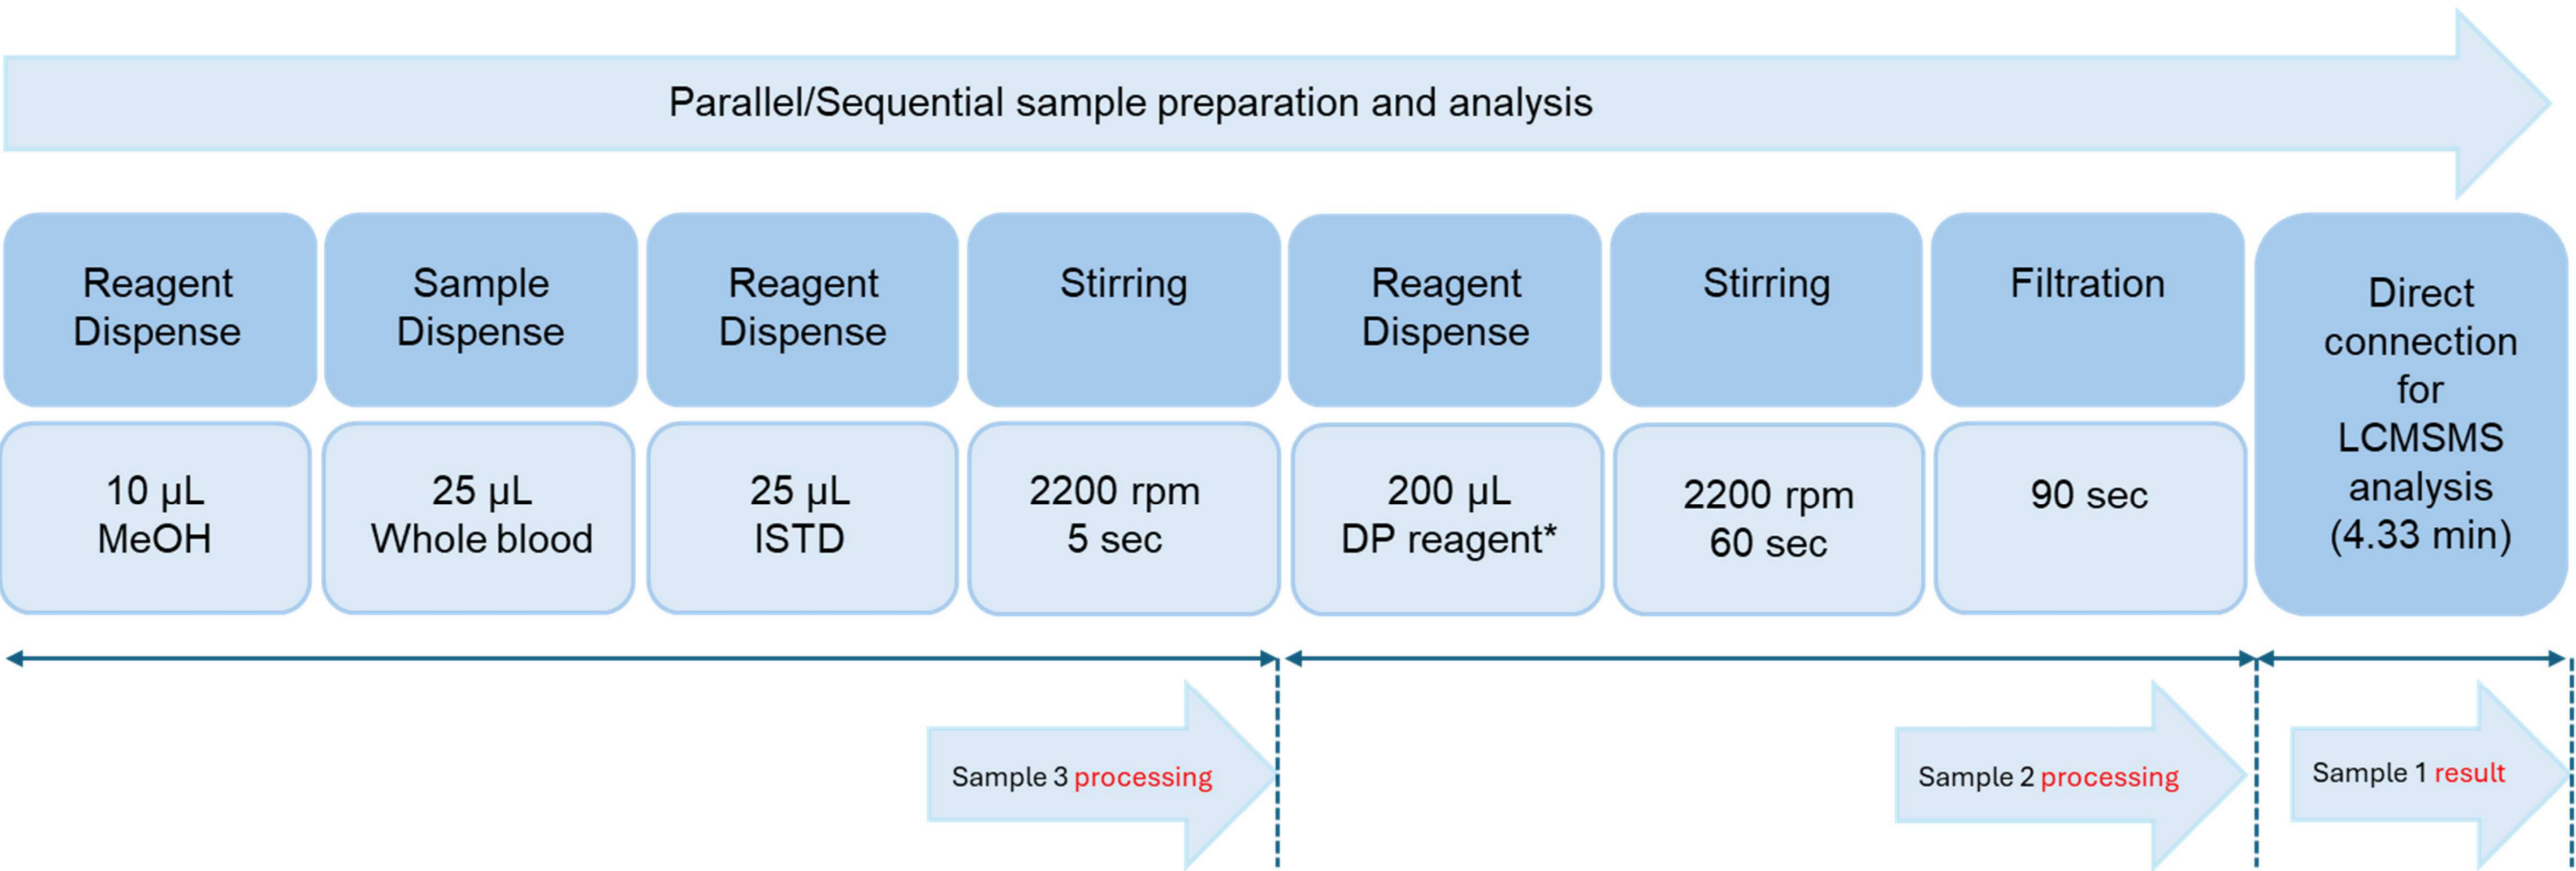 Parallel/Sequential sample preparation and analysis
Reagent
Dispense
10 µL
MeOH
Sample
Dispense
25 µL
Whole blood
Reagent
Dispense
25 µL
ISTD
Stirring
2200 rpm
5 sec
Reagent
Dispense
200 µL
DP reagent*
Stirring
2200 rpm
60 sec
Filtration
90 sec
Direct
connection
for
LCMSMS
analysis
(4.33 min)
Sample 3 processing
Sample 2 processing
Sample 1 result